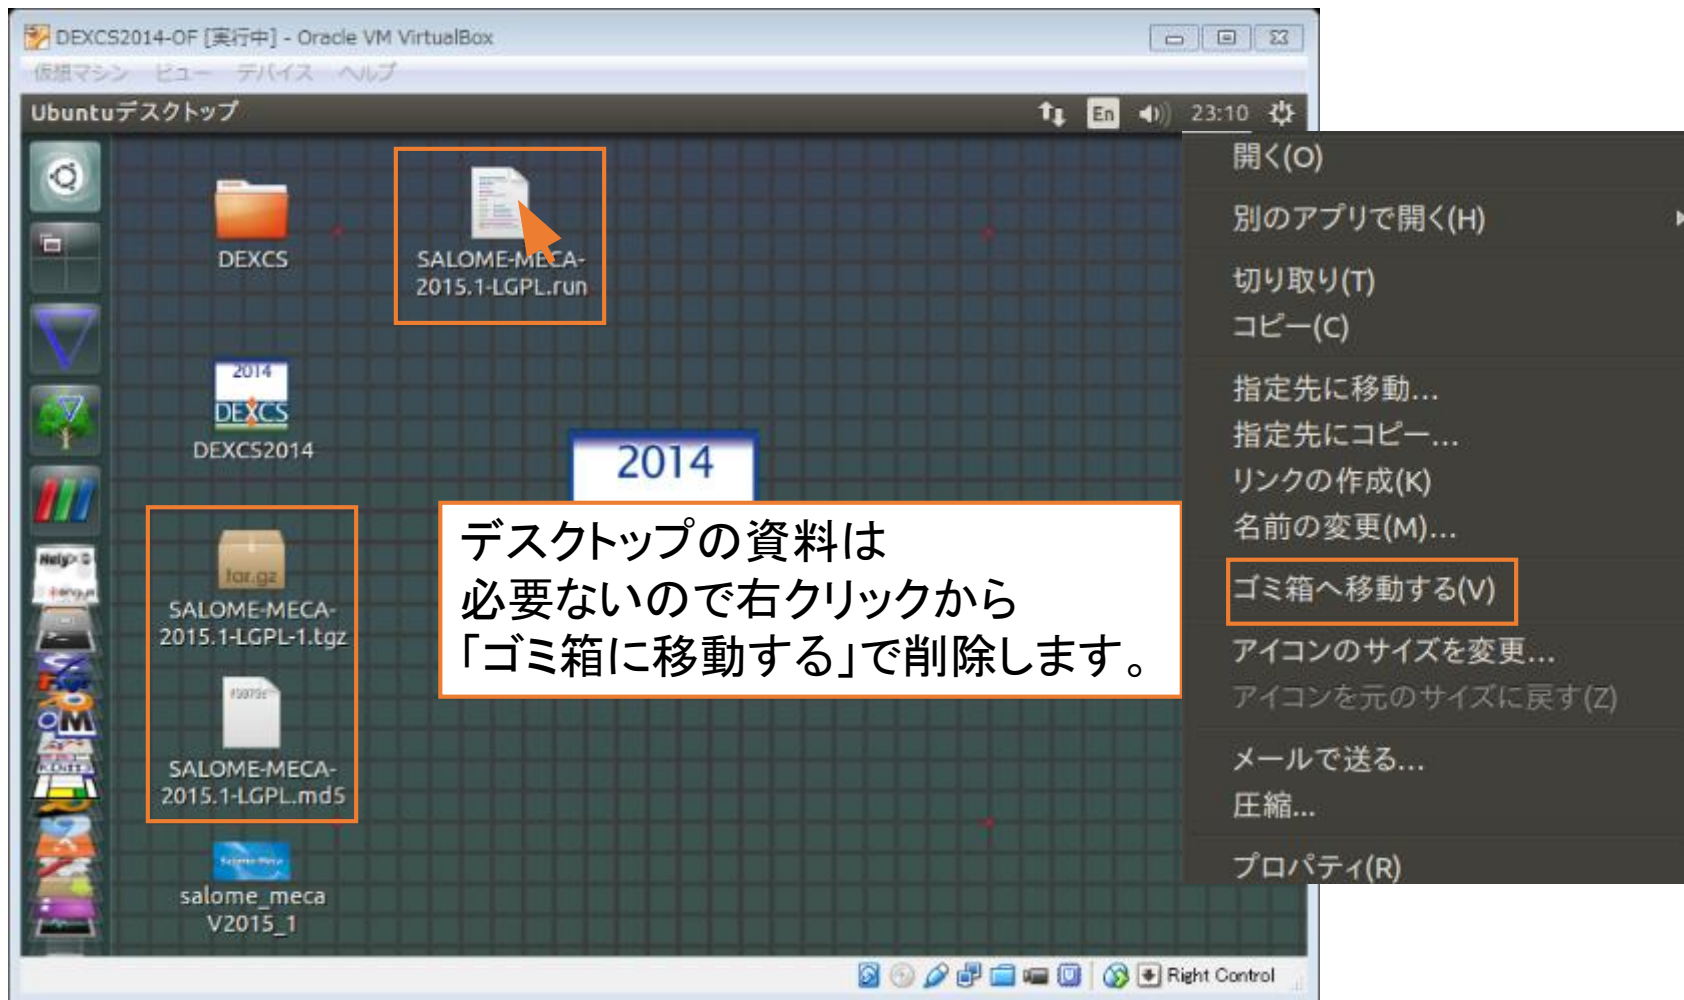 DEXCS2014-OF [実行中] - Oracle VM VirtualBox
仮想マシン ビュー デバイス ヘルプ
Ubuntuデスクトップ
En 23:10
DEXCS
SALOME-MECA-
2015.1-LGPL.run
2014
DEXCS
DEXCS2014
2014
tar.gz
SALOME-MECA-
2015.1-LGPL-1.tgz
SALOME-MECA-
2015.1-LGPL.md5
salome_meca
V2015_1
デスクトップの資料は
必要ないので右クリックから
「ゴミ箱に移動する」で削除します。
開く(O)
別のアプリで開く(H)
切り取り(T)
コピー(C)
指定先に移動...
指定先にコピー...
リンクの作成(K)
名前の変更(M)...
ゴミ箱へ移動する(V)
アイコンのサイズを変更...
アイコンを元のサイズに戻す(Z)
メールで送る...
圧縮...
プロパティ(R)
Right Control